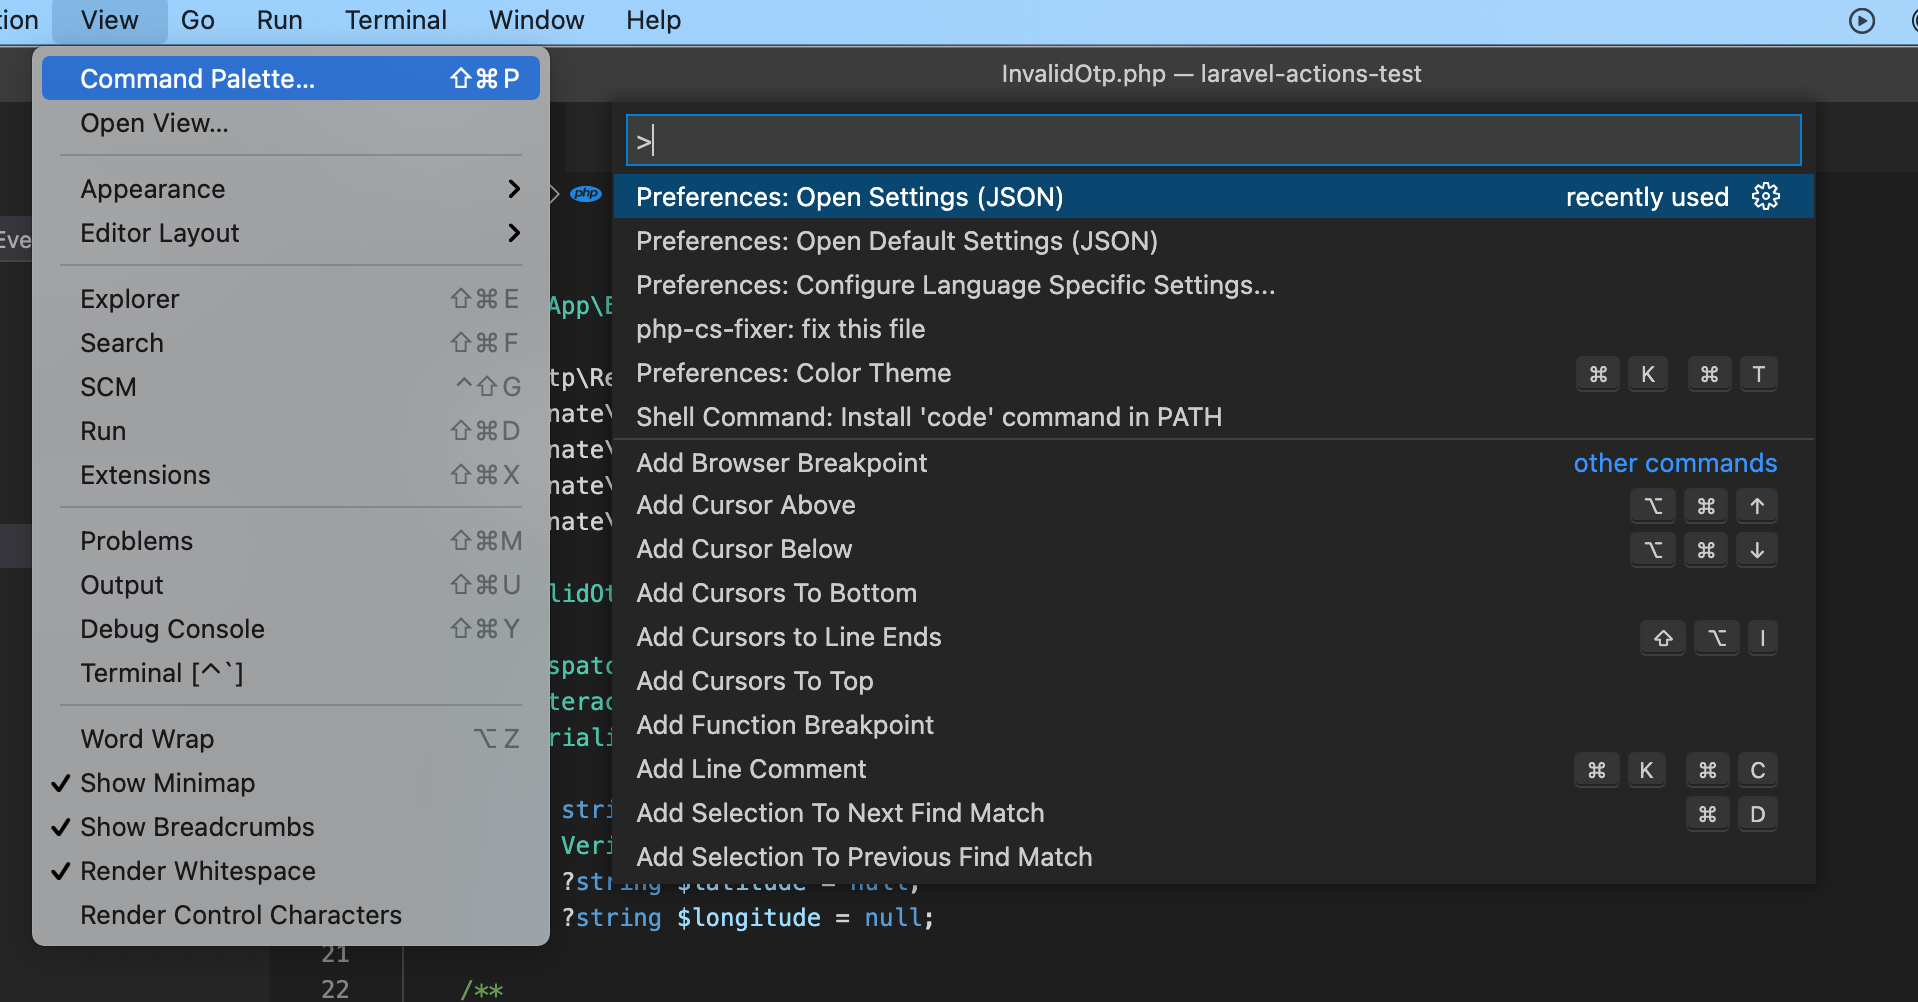 tion View Go Run Terminal Window Help
InvalidOtp.php — laravel-actions-test
Command Palette... ⇧⌘P
Open View...
Appearance
Editor Layout
Explorer ⇧⌘E
Search ⇧⌘F
SCM ^⇧G
Run ⇧⌘D
Extensions ⇧⌘X
Problems ⇧⌘M
Output ⇧⌘U
Debug Console ⇧⌘Y
Terminal [^`]
Word Wrap ⌥Z
✓ Show Minimap
✓ Show Breadcrumbs
✓ Render Whitespace
Render Control Characters
>
Preferences: Open Settings (JSON) recently used
Preferences: Open Default Settings (JSON)
Preferences: Configure Language Specific Settings...
php-cs-fixer: fix this file
Preferences: Color Theme ⌘ K ⌘ T
Shell Command: Install 'code' command in PATH
Add Browser Breakpoint other commands
Add Cursor Above ⌥ ⌘ ↑
Add Cursor Below ⌥ ⌘ ↓
Add Cursors To Bottom
Add Cursors to Line Ends ⇧ ⌥ I
Add Cursors To Top
Add Function Breakpoint
Add Line Comment ⌘ K ⌘ C
Add Selection To Next Find Match ⌘ D
Add Selection To Previous Find Match
Eve
php
App\E
tp\Re
nate\
nate\
nate\
nate\
lidOt
spatc
terac
riali
stri
Veri
?string $latitude = null;
?string $longitude = null;
21
22 /**